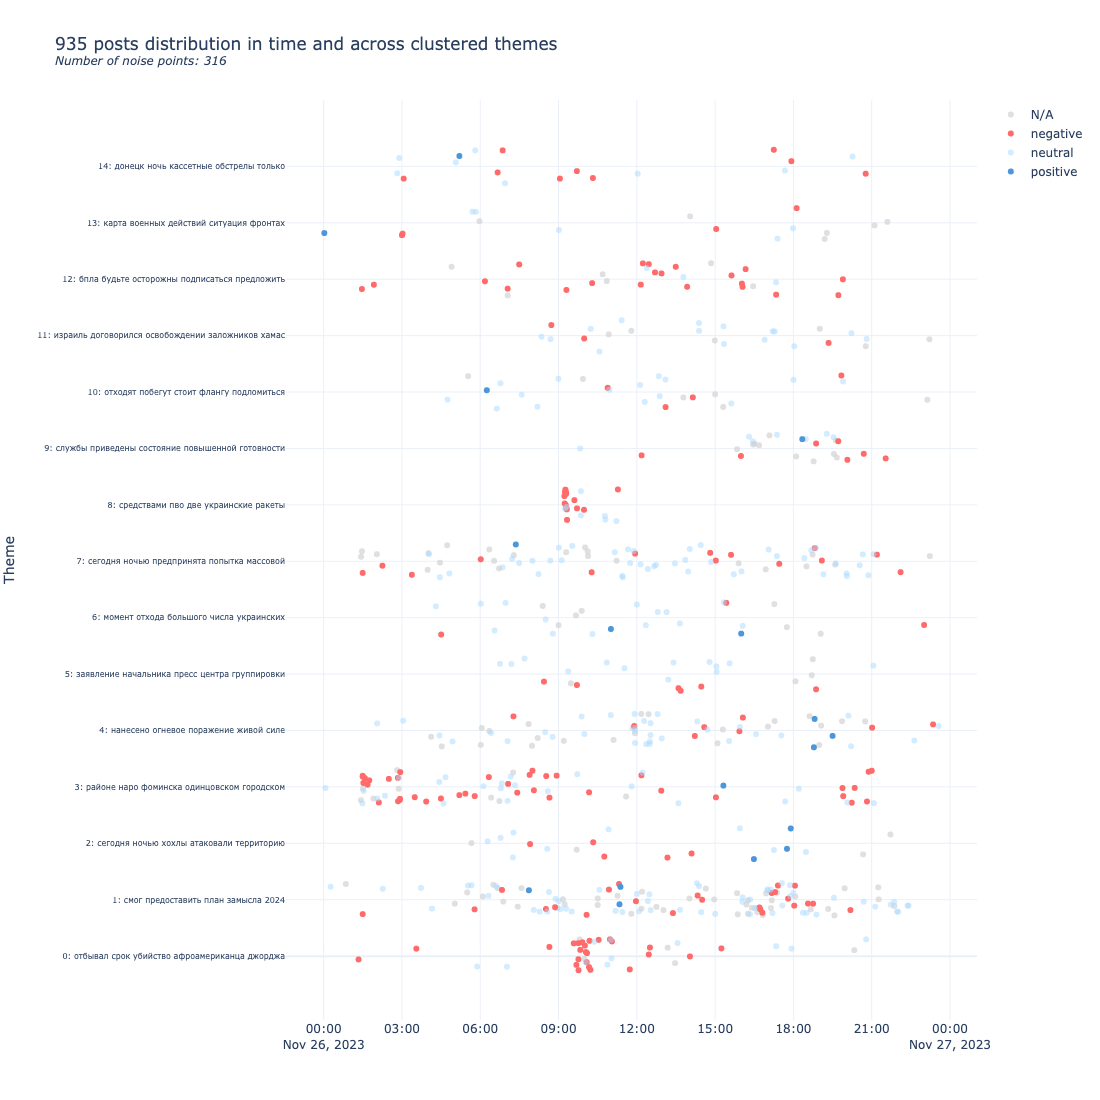 935 posts distribution in time and across clustered themes
Number of noise points: 316
N/A
negative
neutral
positive
Theme
14: донецк ночь кассетные обстрелы только
13: карта военных действий ситуация фронтах
12: бпла будьте осторожны подписаться предложить
11: израиль договорился освобождении заложников хамас
10: отходят побегут стоит флангу подломиться
9: службы приведены состояние повышенной готовности
8: средствами пво две украинские ракеты
7: сегодня ночью предпринята попытка массовой
6: момент отхода большого числа украинских
5: заявление начальника пресс центра группировки
4: нанесено огневое поражение живой силе
3: районе наро фоминска одинцовском городском
2: сегодня ночью хохлы атаковали территорию
1: смог предоставить план замысла 2024
0: отбывал срок убийство афроамериканца джорджа
00:00 03:00 06:00 09:00 12:00 15:00 18:00 21:00 00:00
Nov 26, 2023 Nov 27, 2023